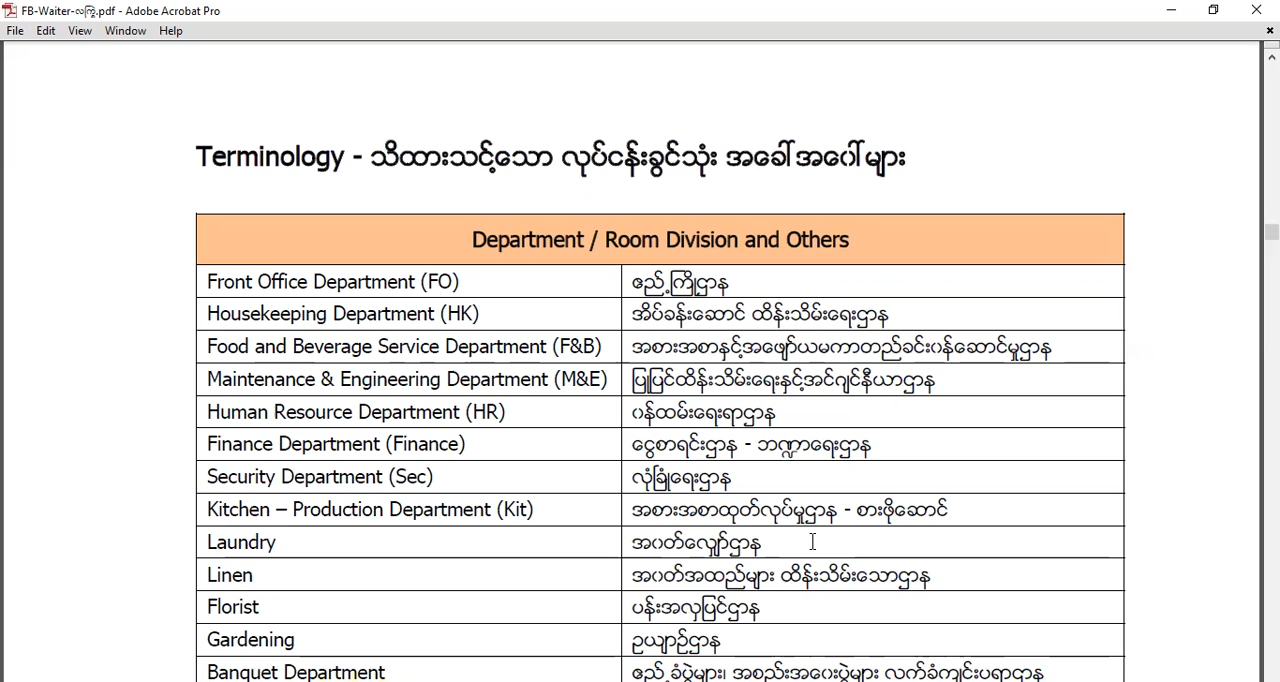 FB-Waiter-လကြွ.pdf - Adobe Acrobat Pro
File Edit View Window Help
Terminology - သိထားသင့်သော လုပ်ငန်းခွင်သုံး အခေါ်အဝေါ်များ
Department / Room Division and Others
Front Office Department (FO) ဧည့်ကြိုဌာန
Housekeeping Department (HK) အိပ်ခန်းဆောင် ထိန်းသိမ်းရေးဌာန
Food and Beverage Service Department (F&B) အစားအစာနှင့်အဖျော်ယမကာတည်ခင်းဝန်ဆောင်မှုဌာန
Maintenance & Engineering Department (M&E) ပြုပြင်ထိန်းသိမ်းရေးနှင့်အင်ဂျင်နီယာဌာန
Human Resource Department (HR) ဝန်ထမ်းရေးရာဌာန
Finance Department (Finance) ငွေစာရင်းဌာန - ဘဏ္ဍာရေးဌာန
Security Department (Sec) လုံခြုံရေးဌာန
Kitchen – Production Department (Kit) အစားအစာထုတ်လုပ်မှုဌာန - စားဖိုဆောင်
Laundry အဝတ်လျှော်ဌာန
Linen အဝတ်အထည်များ ထိန်းသိမ်းသောဌာန
Florist ပန်းအလှပြင်ဌာန
Gardening ဥယျာဉ်ဌာန
Banquet Department ဧည့်ခံပွဲများ၊ အစည်းအဝေးပွဲများ လက်ခံကျင်းပရာဌာန